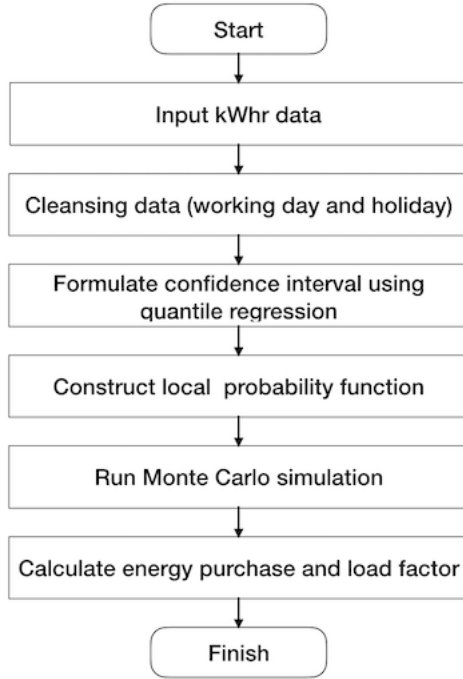 Start
Input kWhr data
Cleansing data (working day and holiday)
Formulate confidence interval using
quantile regression
Construct local probability function
Run Monte Carlo simulation
Calculate energy purchase and load factor
Finish